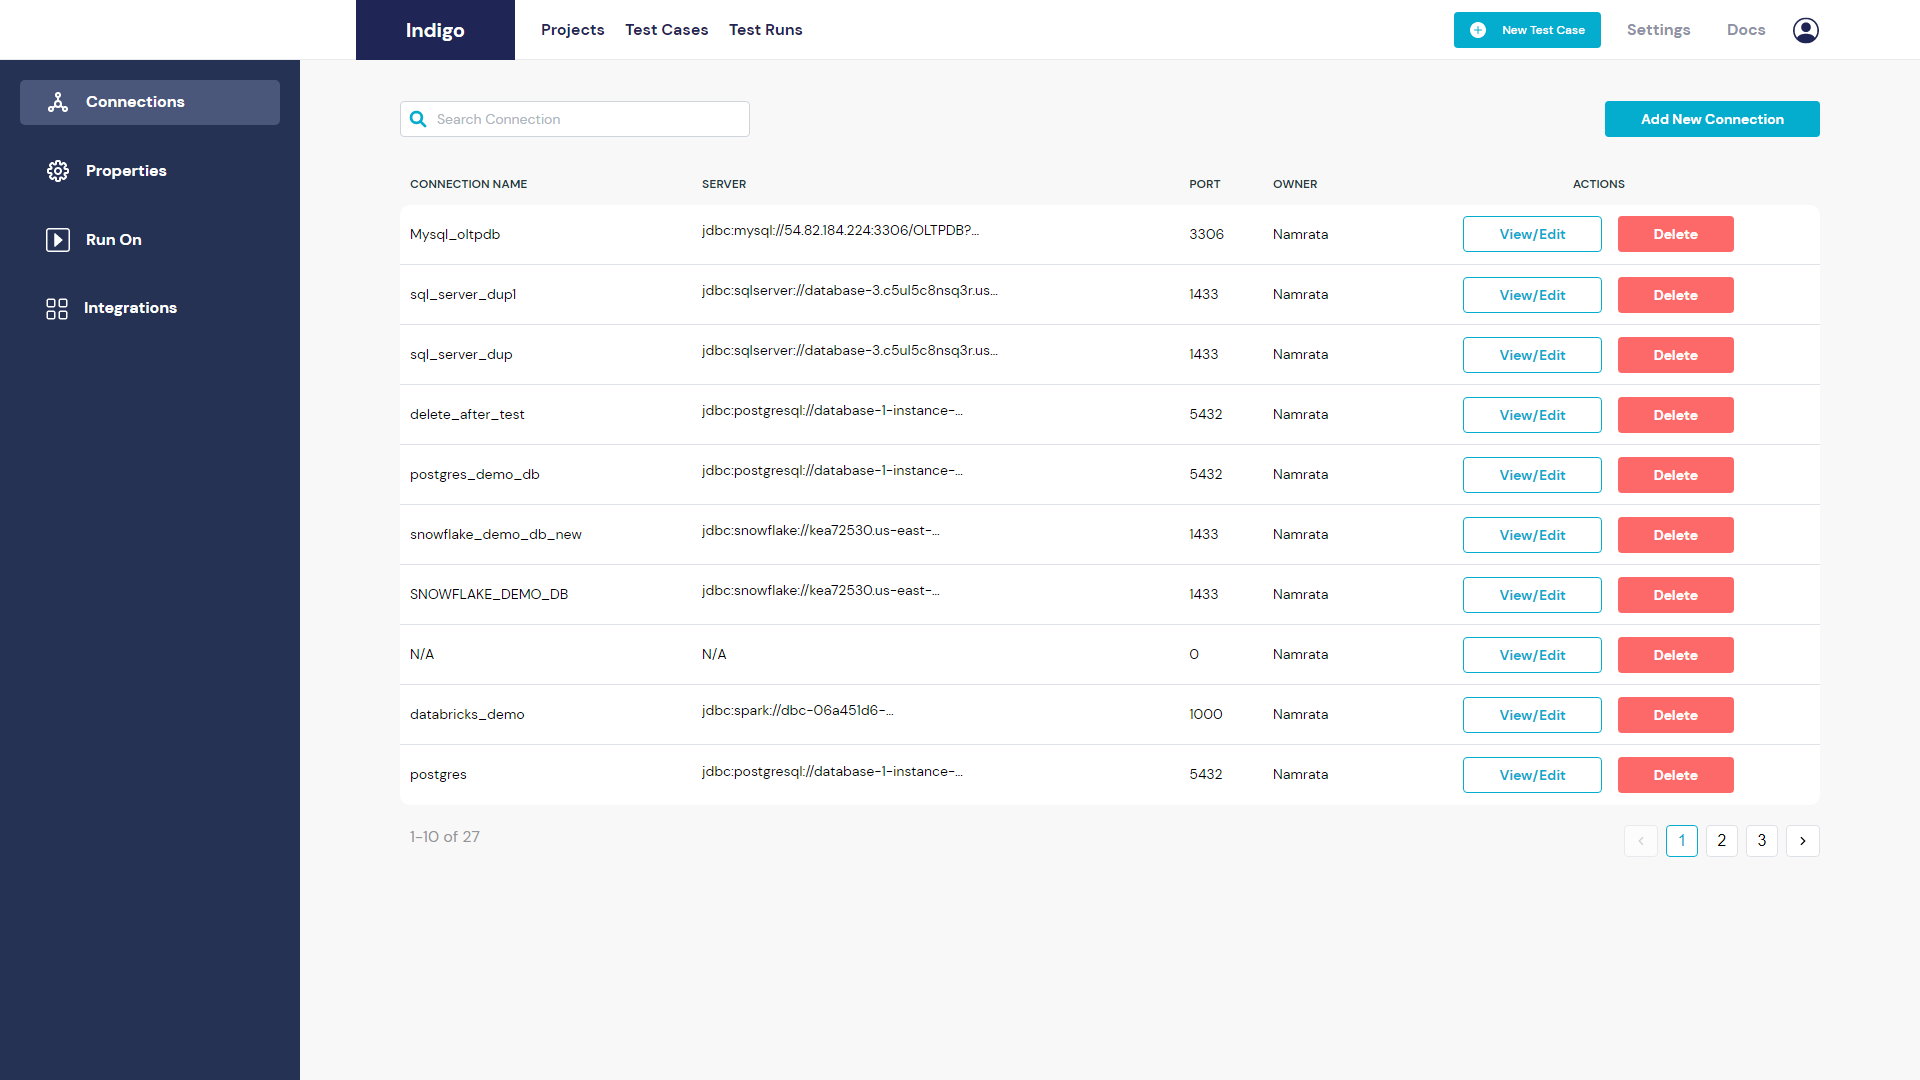 Indigo Projects Test Cases Test Runs New Test Case Settings Docs
Connections
Properties
Run On
Integrations
Search Connection Add New Connection
CONNECTION NAME SERVER PORT OWNER ACTIONS
Mysql_oltpdb jdbc:mysql://54.82.184.224:3306/OLTPDB?... 3306 Namrata View/Edit Delete
sql_server_dup1 jdbc:sqlserver://database-3.c5ul5c8nsq3r.us... 1433 Namrata View/Edit Delete
sql_server_dup jdbc:sqlserver://database-3.c5ul5c8nsq3r.us... 1433 Namrata View/Edit Delete
delete_after_test jdbc:postgresql://database-1-instance-... 5432 Namrata View/Edit Delete
postgres_demo_db jdbc:postgresql://database-1-instance-... 5432 Namrata View/Edit Delete
snowflake_demo_db_new jdbc:snowflake://kea72530.us-east-... 1433 Namrata View/Edit Delete
SNOWFLAKE_DEMO_DB jdbc:snowflake://kea72530.us-east-... 1433 Namrata View/Edit Delete
N/A N/A 0 Namrata View/Edit Delete
databricks_demo jdbc:spark://dbc-06a451d6-... 1000 Namrata View/Edit Delete
postgres jdbc:postgresql://database-1-instance-... 5432 Namrata View/Edit Delete
1-10 of 27 < 1 2 3 >